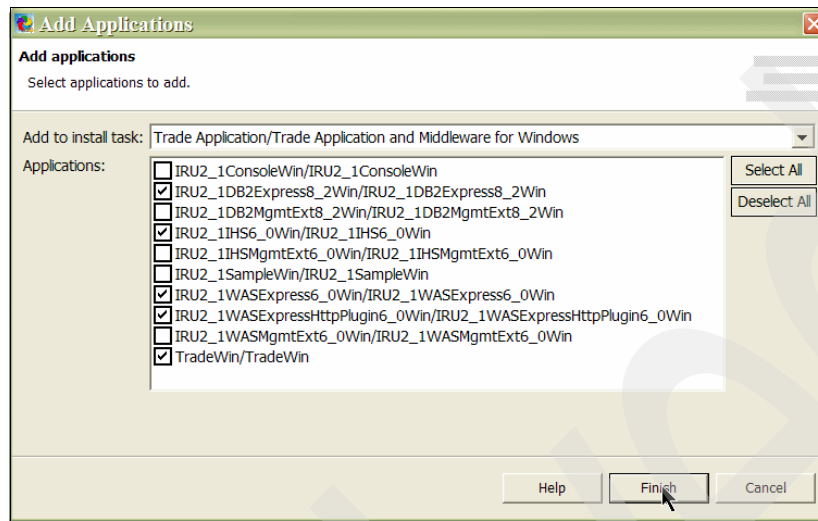 Add Applications
Add applications
Select applications to add.
Add to install task: Trade Application/Trade Application and Middleware for Windows
Applications:
IRU2_1ConsoleWin/IRU2_1ConsoleWin
IRU2_1DB2Express8_2Win/IRU2_1DB2Express8_2Win
IRU2_1DB2MgmtExt8_2Win/IRU2_1DB2MgmtExt8_2Win
IRU2_1IHS6_0Win/IRU2_1IHS6_0Win
IRU2_1IHSMgmtExt6_0Win/IRU2_1IHSMgmtExt6_0Win
IRU2_1SampleWin/IRU2_1SampleWin
IRU2_1WASExpress6_0Win/IRU2_1WASExpress6_0Win
IRU2_1WASExpressHttpPlugin6_0Win/IRU2_1WASExpressHttpPlugin6_0Win
IRU2_1WASMgmtExt6_0Win/IRU2_1WASMgmtExt6_0Win
TradeWin/TradeWin
Select All
Deselect All
Help Finish Cancel